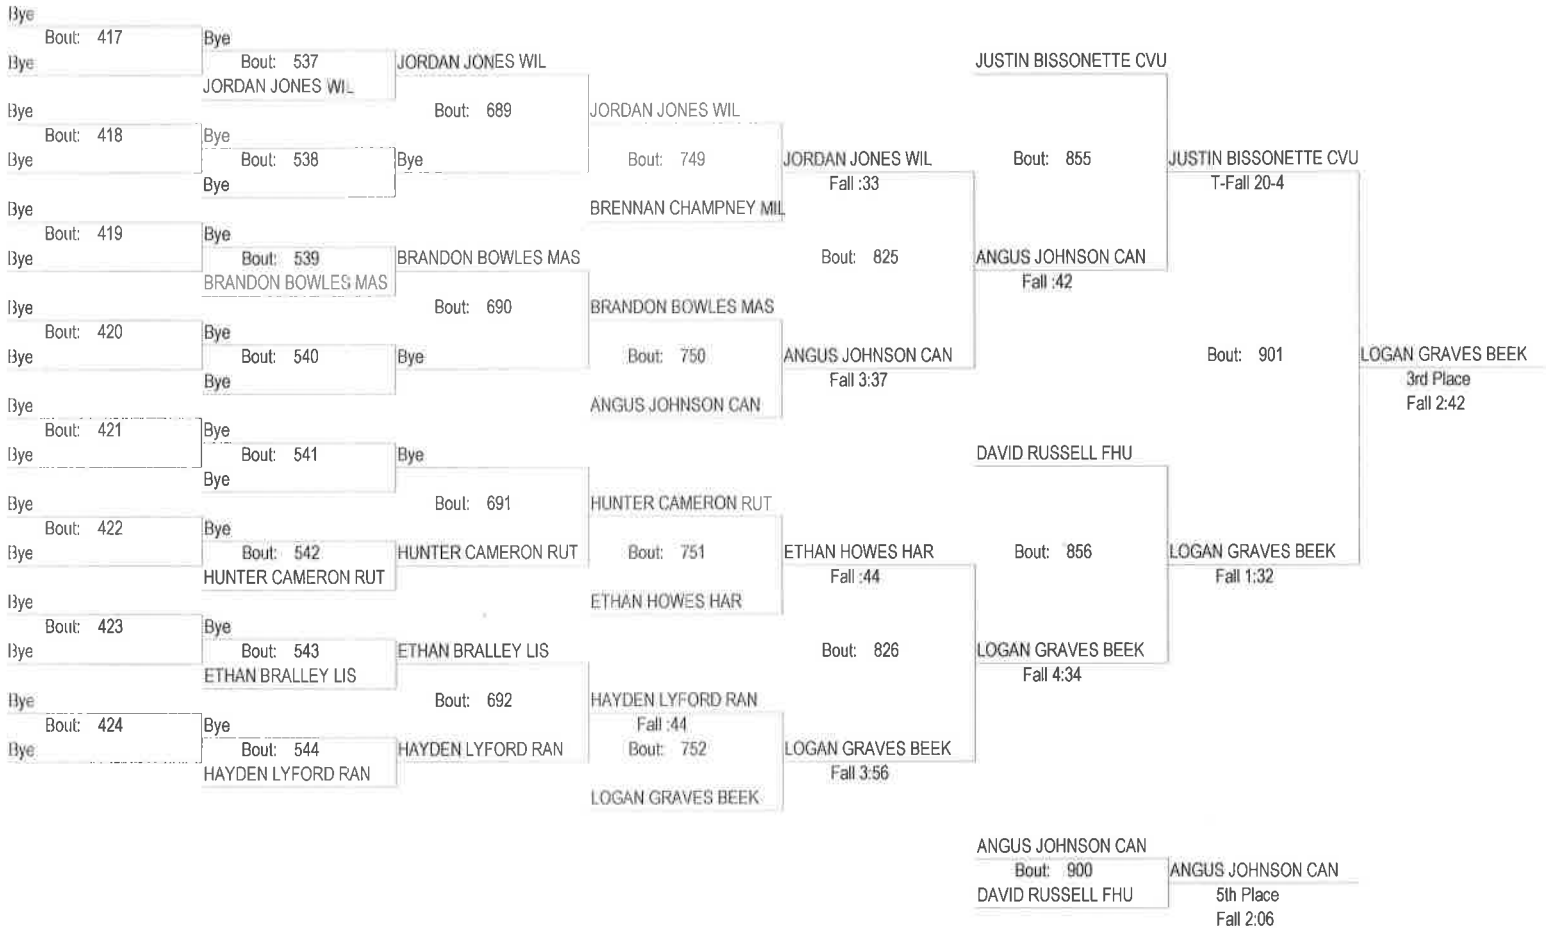 Bye
Bout: 417
Bye
Bye
Bout: 537
JORDAN JONES WIL
JORDAN JONES WIL
Bye
Bout: 418
Bye
Bye
Bout: 538
Bye
Bye
Bout: 689
JORDAN JONES WIL
Bout: 749
BRENNAN CHAMPNEY MIL
JORDAN JONES WIL
Fall :33
Bye
Bout: 419
Bye
Bye
Bout: 539
BRANDON BOWLES MAS
BRANDON BOWLES MAS
Bye
Bout: 420
Bye
Bye
Bout: 540
Bye
Bye
Bout: 690
BRANDON BOWLES MAS
Bout: 750
ANGUS JOHNSON CAN
ANGUS JOHNSON CAN
Fall 3:37
Bout: 825
JUSTIN BISSONETTE CVU
Bout: 855
ANGUS JOHNSON CAN
Fall :42
JUSTIN BISSONETTE CVU
T-Fall 20-4
Bye
Bout: 421
Bye
Bye
Bout: 541
Bye
Bye
Bye
Bout: 422
Bye
Bye
Bout: 542
HUNTER CAMERON RUT
HUNTER CAMERON RUT
Bout: 691
HUNTER CAMERON RUT
Bout: 751
ETHAN HOWES HAR
ETHAN HOWES HAR
Fall :44
Bye
Bout: 423
Bye
Bye
Bout: 543
ETHAN BRALLEY LIS
ETHAN BRALLEY LIS
Bye
Bout: 424
Bye
Bye
Bout: 544
HAYDEN LYFORD RAN
HAYDEN LYFORD RAN
Bout: 692
HAYDEN LYFORD RAN
Fall :44
Bout: 752
LOGAN GRAVES BEEK
LOGAN GRAVES BEEK
Fall 3:56
Bout: 826
DAVID RUSSELL FHU
Bout: 856
LOGAN GRAVES BEEK
Fall 4:34
LOGAN GRAVES BEEK
Fall 1:32
Bout: 901
LOGAN GRAVES BEEK
3rd Place
Fall 2:42
ANGUS JOHNSON CAN
Bout: 900
DAVID RUSSELL FHU
ANGUS JOHNSON CAN
5th Place
Fall 2:06